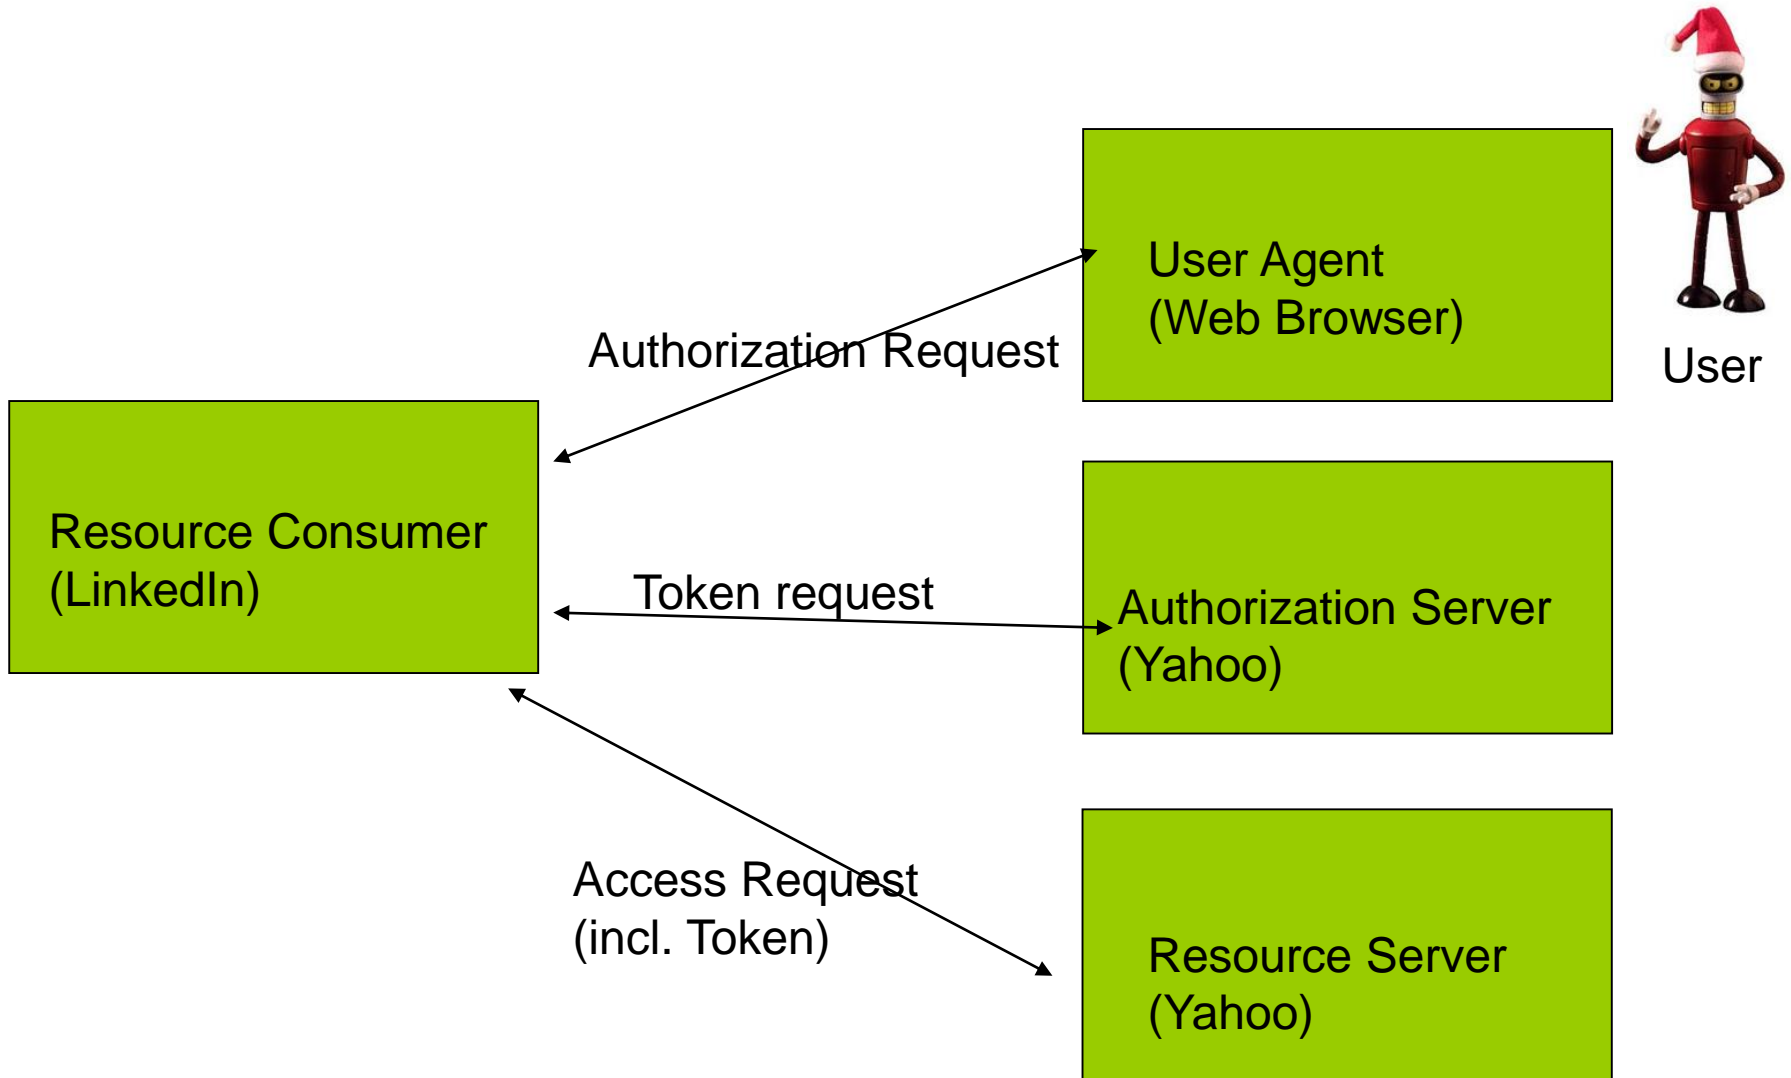 User Agent
(Web Browser)
User
Authorization Request
Resource Consumer
(LinkedIn)
Token request
Authorization Server
(Yahoo)
Access Request
(incl. Token)
Resource Server
(Yahoo)